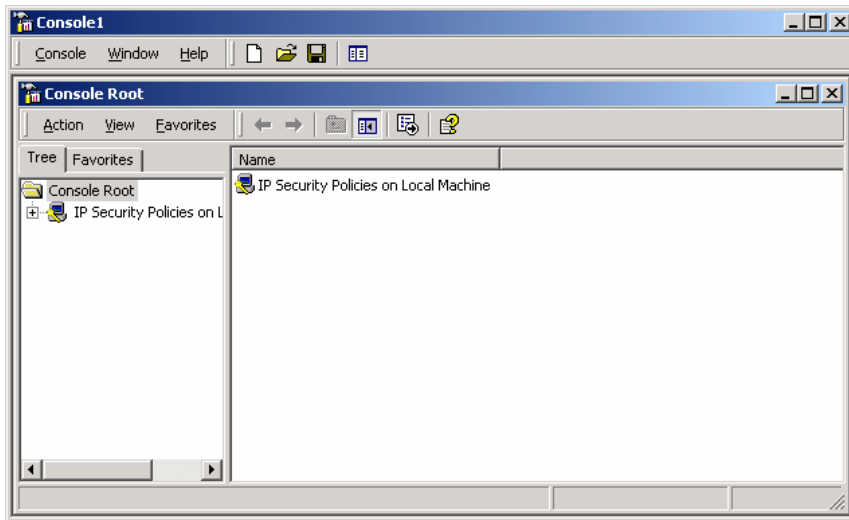 Console1
Console Window Help
Console Root
Action View Favorites
Tree Favorites
Name
Console Root
IP Security Policies on L
IP Security Policies on Local Machine